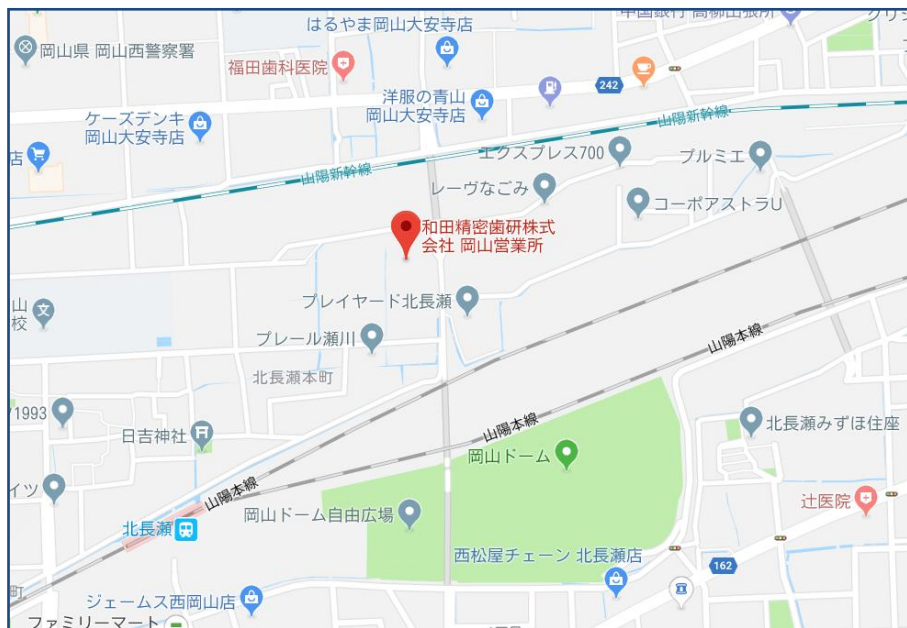 はるやま岡山大安寺店
中国銀行 高柳出張所
岡山県 岡山西警察署
福田歯科医院
242
洋服の青山
岡山大安寺店
ケーズデンキ
岡山大安寺店
店
山陽新幹線
山陽新幹線
エクスプレス700
プルミエ
レーヴなごみ
コーポアストラU
和田精密歯研株式
会社 岡山営業所
プレイヤード北長瀬
山
校
文
プレール瀬川
山陽本線
北長瀬本町
/1993
日吉神社
山陽本線
北長瀬みずほ住座
岡山ドーム
イツ
山陽本線
岡山ドーム自由広場
辻医院
北長瀬
西松屋チェーン 北長瀬店
162
町
ジェームス西岡山店
ファミリーマート